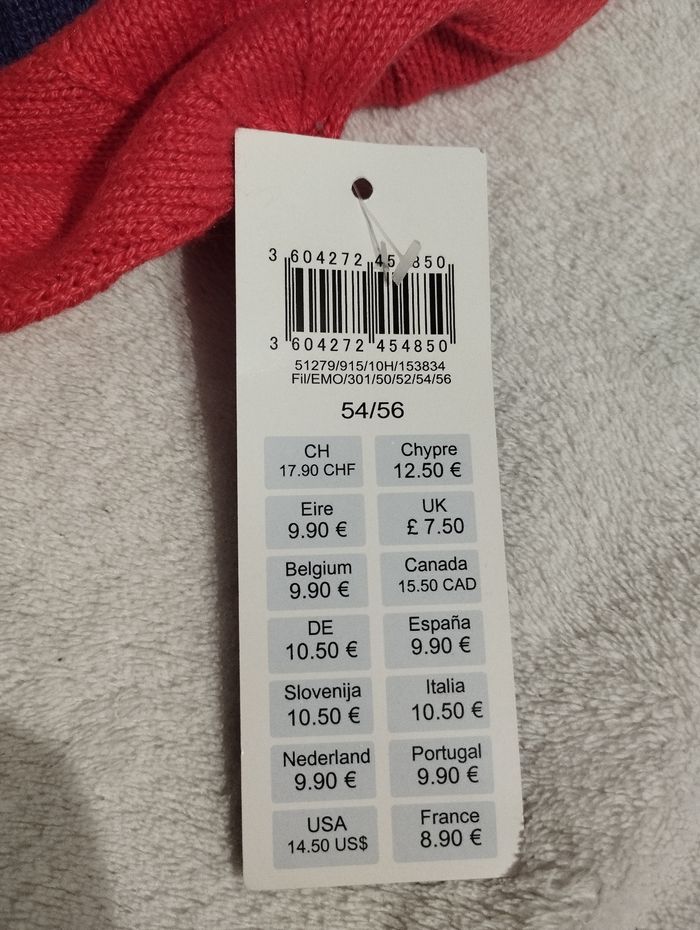 3 604272 45 850
3 604272 454850
51279/915/10H/153834
Fil/EMO/301/50/52/54/56
54/56
CH
17.90 CHF
Chypre
12.50 €
Eire
9.90 €
UK
£ 7.50
Belgium
9.90 €
Canada
15.50 CAD
DE
10.50 €
España
9.90 €
Slovenija
10.50 €
Italia
10.50 €
Nederland
9.90 €
Portugal
9.90 €
USA
14.50 US$
France
8.90 €